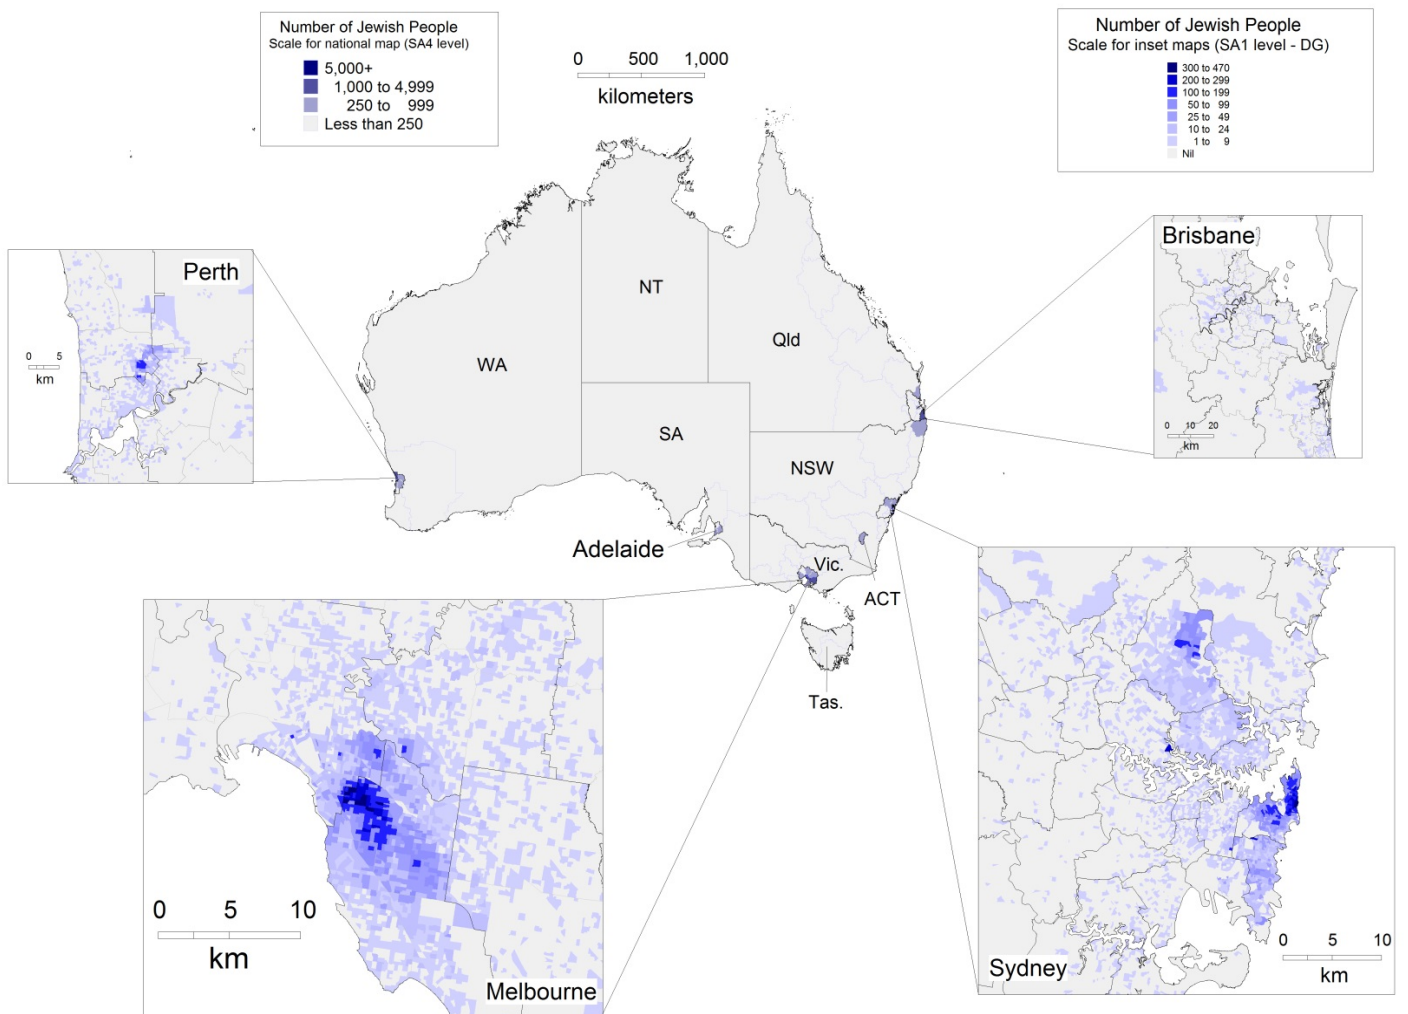 Number of Jewish People
Scale for national map (SA4 level)
5,000+
1,000 to 4,999
250 to 999
Less than 250
0 500 1,000
kilometers
Number of Jewish People
Scale for inset maps (SA1 level - DG)
300 to 470
200 to 299
100 to 199
50 to 99
25 to 49
10 to 24
1 to 9
Nil
Perth
0 5
km
Brisbane
0 10 20
km
NT
Qld
WA
SA
NSW
Adelaide
Vic.
ACT
Tas.
0 5 10
km
Melbourne
Sydney
0 5 10
km